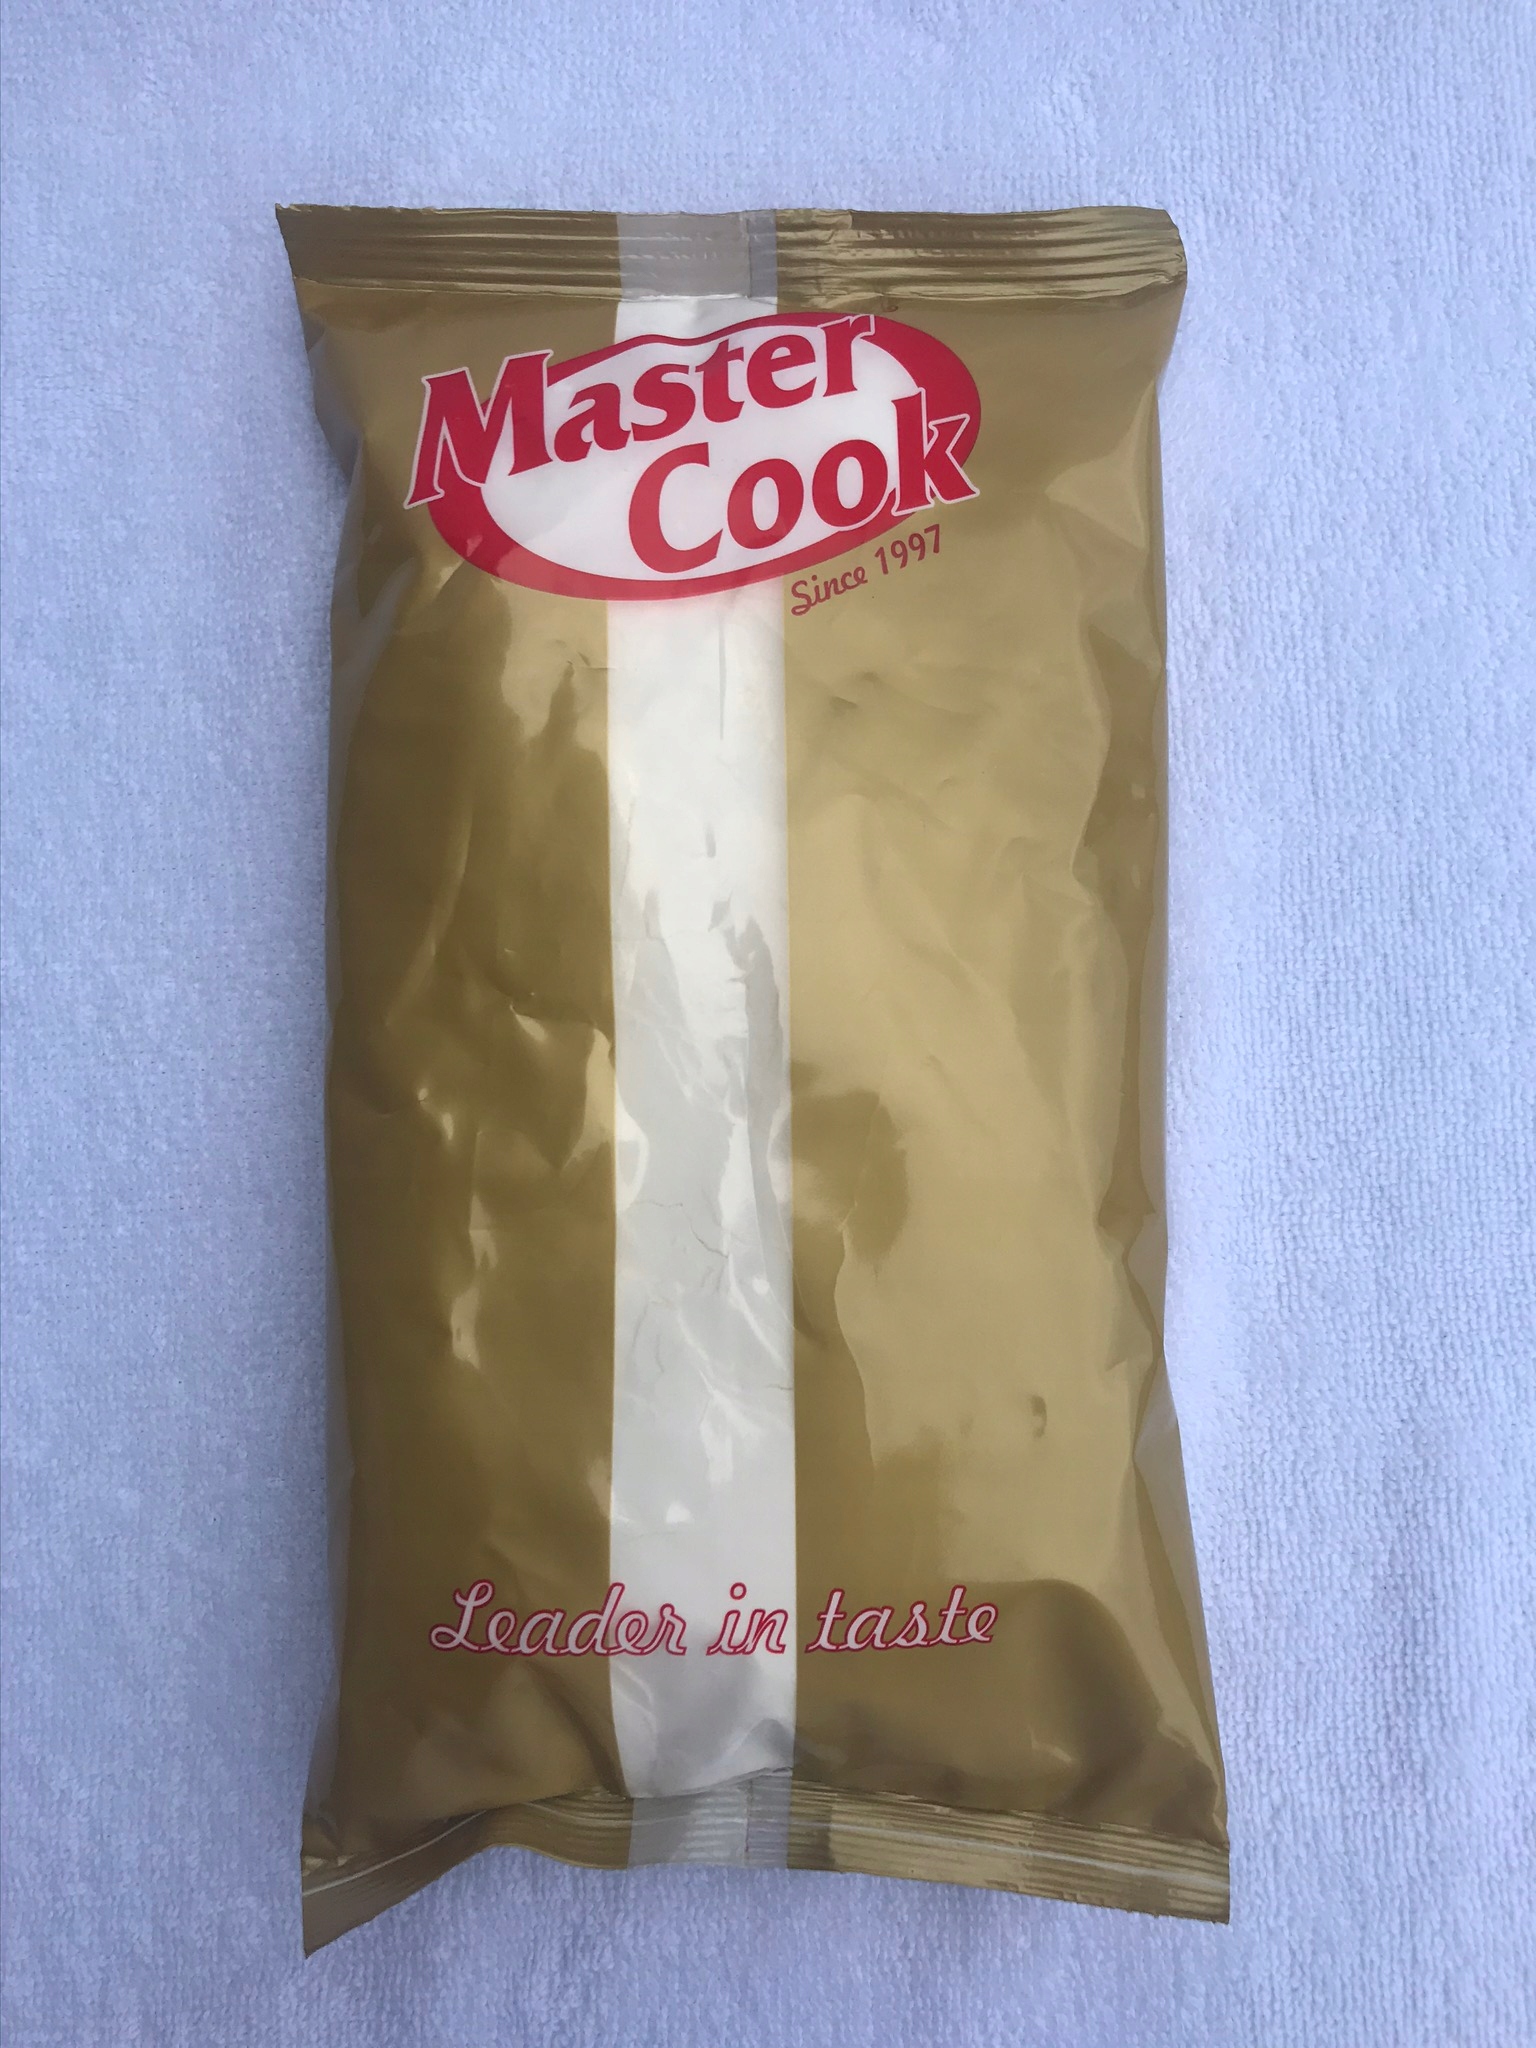 Master
Cook
Since 1997
Leader in taste